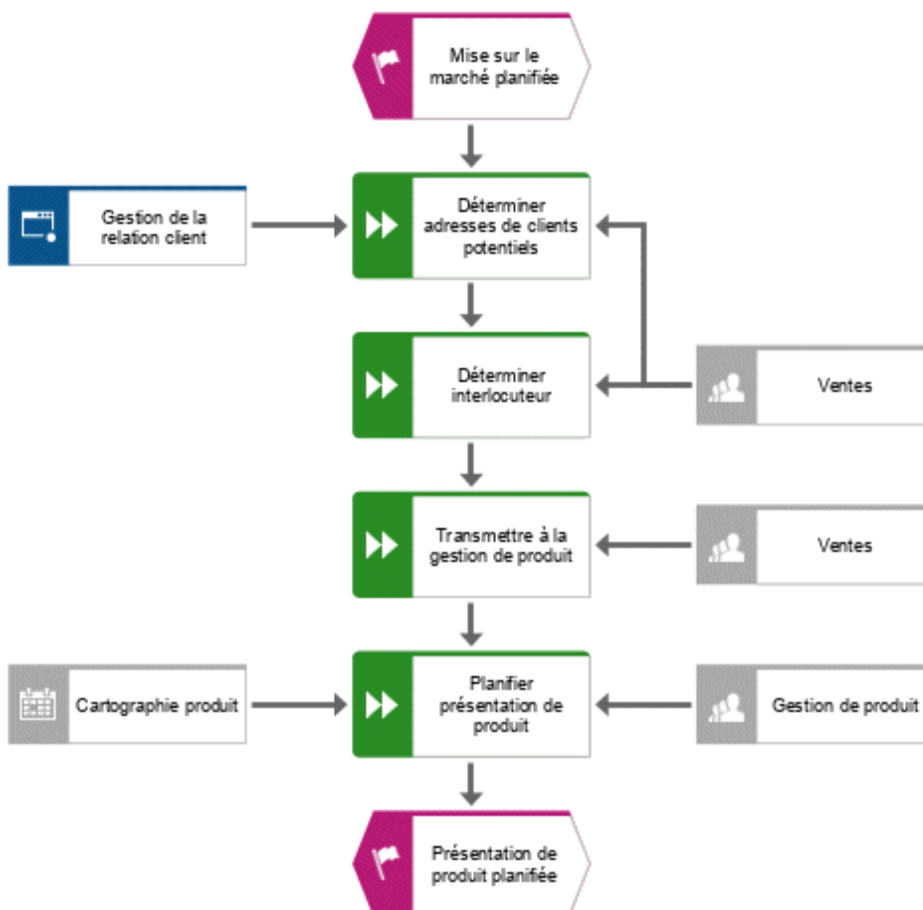 Mise sur le
marché planifiée
Gestion de la
relation client
Déterminer
adresses de clients
potentiels
Déterminer
interlocuteur
Ventes
Transmettre à la
gestion de produit
Ventes
Cartographie produit
Planifier
présentation de
produit
Gestion de produit
Présentation de
produit planifiée